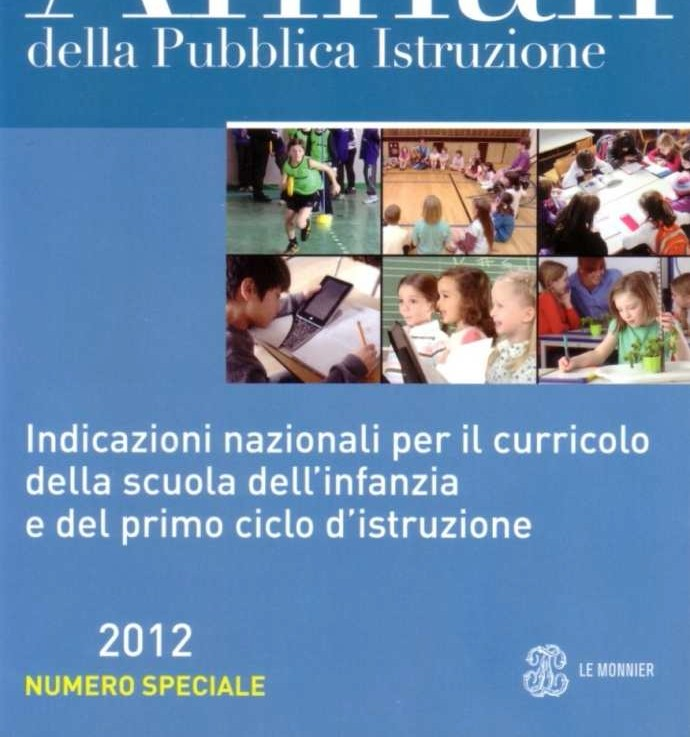 Annali
della Pubblica Istruzione
Indicazioni nazionali per il curricolo
della scuola dell'infanzia
e del primo ciclo d'istruzione
2012
NUMERO SPECIALE
LE MONNIER